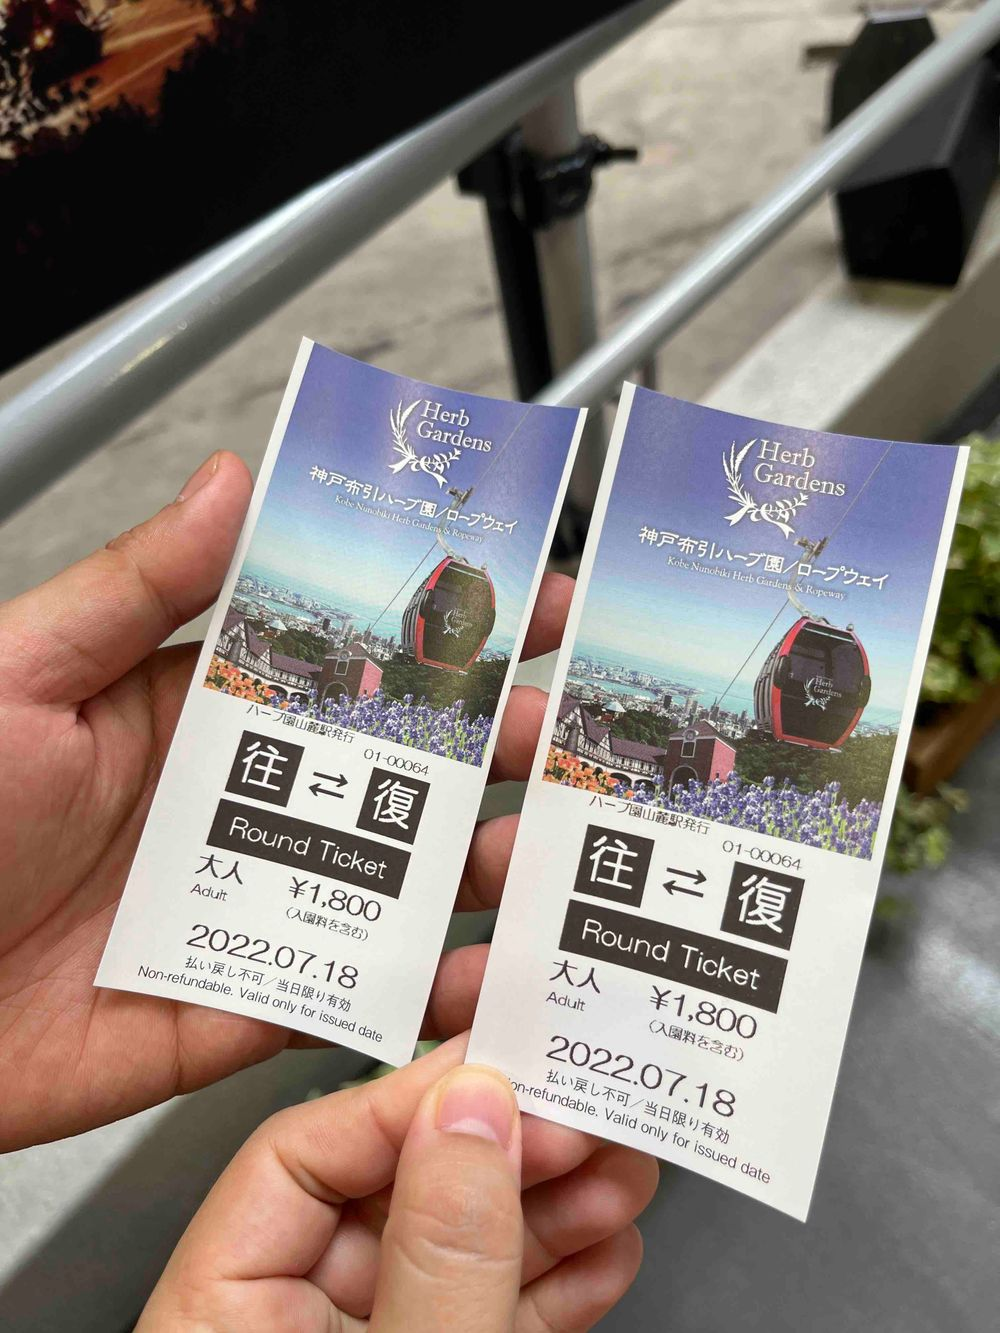 Herb
Gardens
神戸布引ハーブ園/ロープウェイ
Kobe Nunobiki Herb Gardens & Ropeway
Herb
Gardens
ハーブ園山麓駅発行
01-00064
往⇄復
Round Ticket
大人
Adult
¥1,800
(入園料を含む)
2022.07.18
払い戻し不可/当日限り有効
Non-refundable. Valid only for issued date
Herb
Gardens
神戸布引ハーブ園/ロープウェイ
Kobe Nunobiki Herb Gardens & Ropeway
Herb
Gardens
ハーブ園山麓駅発行
01-00064
往⇄復
Round Ticket
大人
Adult
¥1,800
(入園料を含む)
2022.07.18
払い戻し不可/当日限り有効
on-refundable. Valid only for issued date